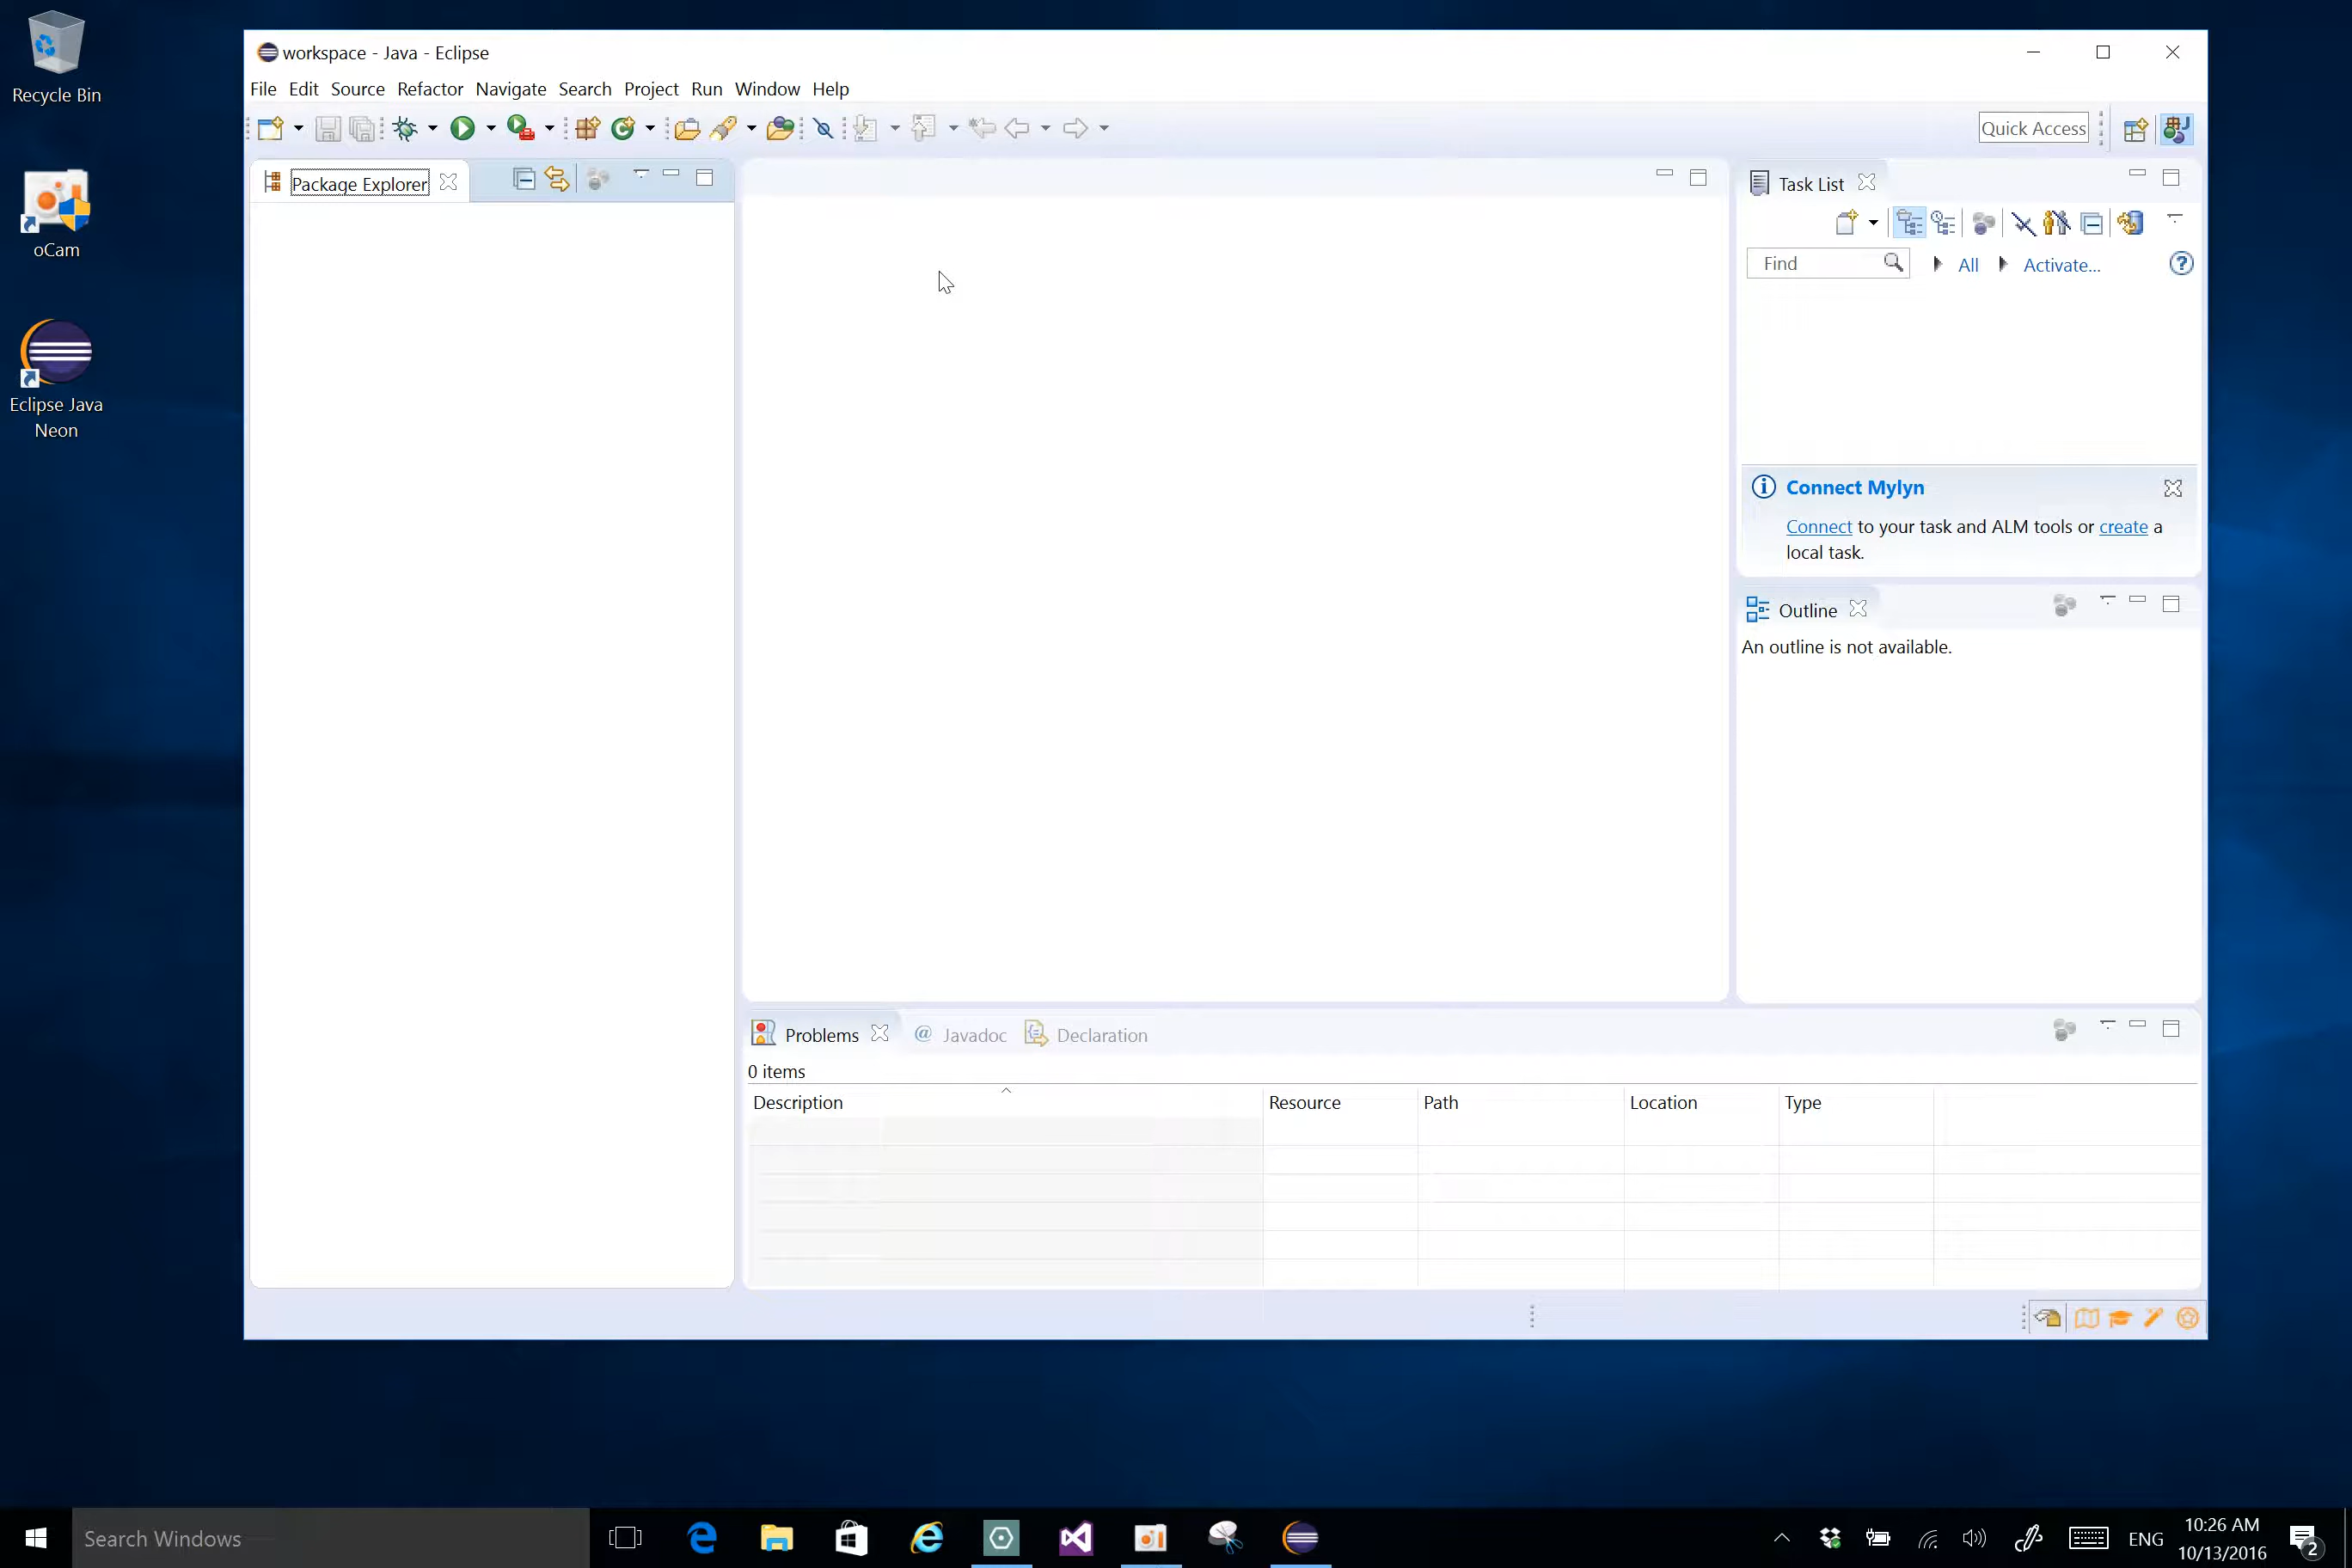 Recycle Bin
oCam
Eclipse Java
Neon
workspace - Java - Eclipse
File Edit Source Refactor Navigate Search Project Run Window Help
Quick Access
Package Explorer
Task List
Find
All
Activate...
Connect Mylyn
Connect to your task and ALM tools or create a
local task.
Outline
An outline is not available.
Problems @ Javadoc Declaration
0 items
Description Resource Path Location Type
Search Windows
ENG
10:26 AM
10/13/2016
2